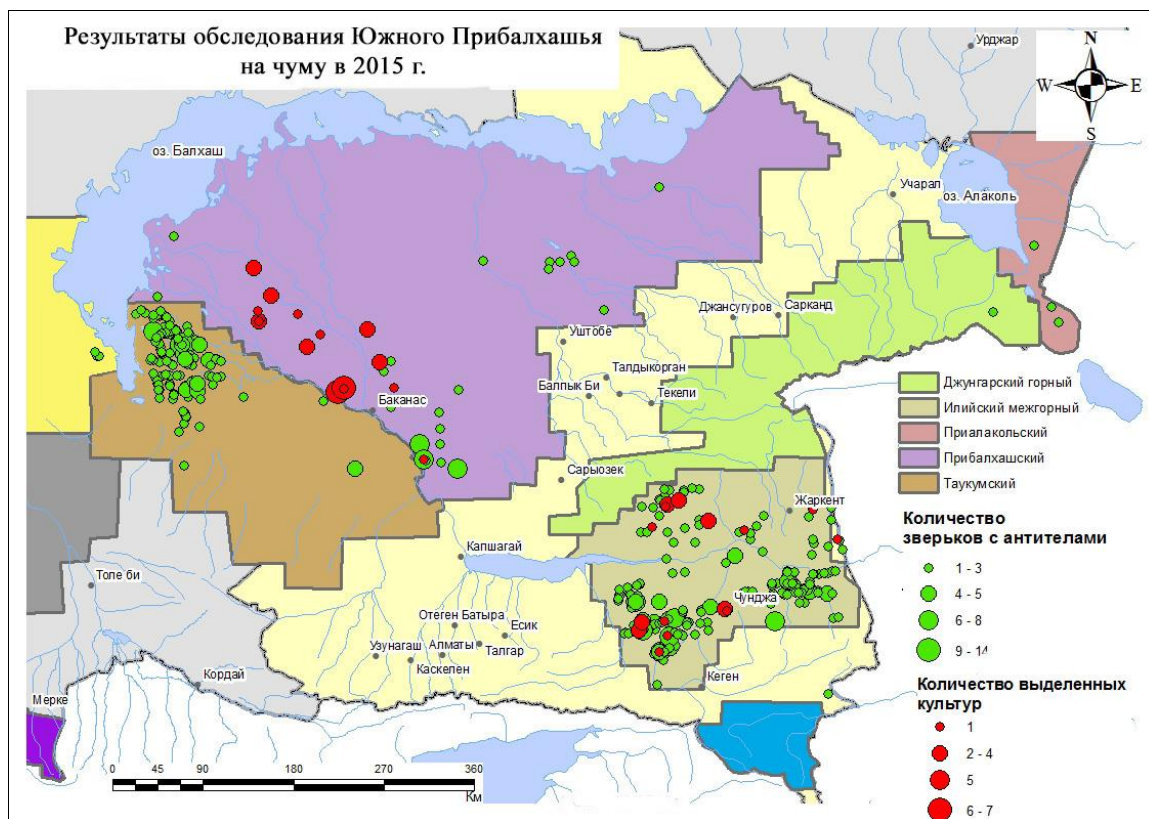 Результаты обследования Южного Прибалхашья
на чуму в 2015 г.
Урджар
N
W
E
S
оз. Балхаш
Учарал
оз. Алаколь
Джансугуров
Сарканд
Уштобе
Талдыкорган
Балпык Би
Текели
Баканас
Сарыозек
Жаркент
Капшагай
Толе би
Чунджа
Отеген Батыра
Есик
Узунагаш
Алматы
Талгар
Каскелен
Кордай
Кеген
Мерке
0 45 90 180 270 360
Км
Джунгарский горный
Илийский межгорный
Приалакольский
Прибалхашский
Таукумский
Количество
зверьков с антителами
1 - 3
4 - 5
6 - 8
9 - 14
Количество выделенных
культур
1
2 - 4
5
6 - 7